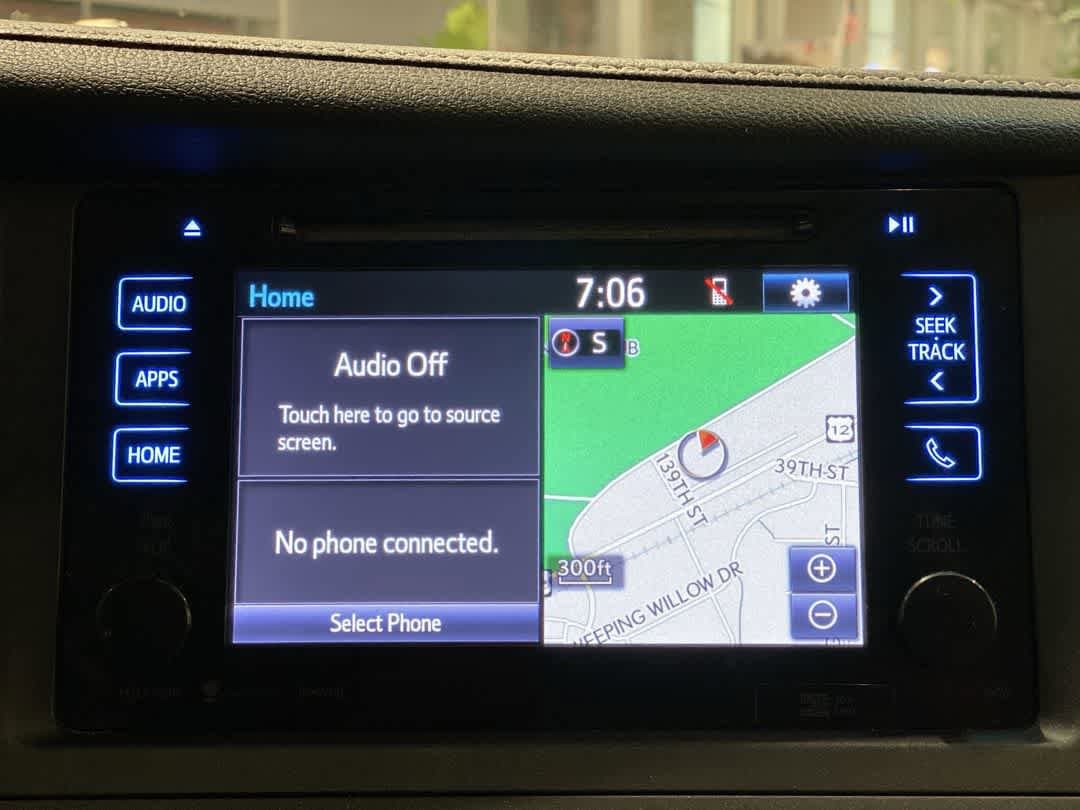 AUDIO
APPS
HOME
Home
7:06
Audio Off
Touch here to go to source
screen.
No phone connected.
Select Phone
N
S
B
12
139TH ST
39TH ST
ST
300ft
WEEPING WILLOW DR
SEEK
TRACK
TUNE
SCROLL